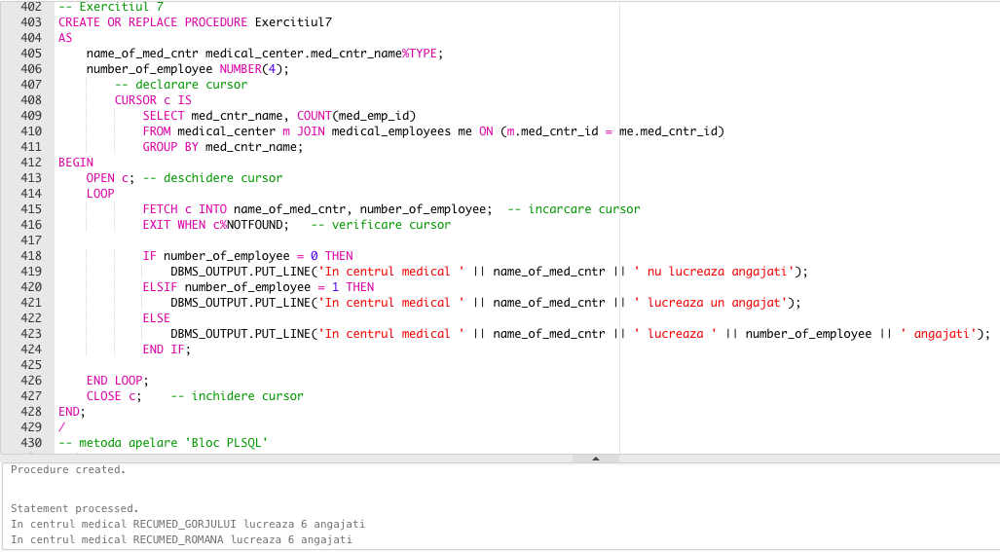 402 -- Exercitiul 7
403 CREATE OR REPLACE PROCEDURE Exercitiul7
404 AS
405     name_of_med_cntr medical_center.med_cntr_name%TYPE;
406     number_of_employee NUMBER(4);
407         -- declarare cursor
408         CURSOR c IS
409             SELECT med_cntr_name, COUNT(med_emp_id)
410             FROM medical_center m JOIN medical_employees me ON (m.med_cntr_id = me.med_cntr_id)
411             GROUP BY med_cntr_name;
412 BEGIN
413     OPEN c; -- deschidere cursor
414     LOOP
415             FETCH c INTO name_of_med_cntr, number_of_employee;  -- incarcare cursor
416             EXIT WHEN c%NOTFOUND;   -- verificare cursor
417
418             IF number_of_employee = 0 THEN
419                 DBMS_OUTPUT.PUT_LINE('In centrul medical ' || name_of_med_cntr || ' nu lucreaza angajati');
420             ELSIF number_of_employee = 1 THEN
421                 DBMS_OUTPUT.PUT_LINE('In centrul medical ' || name_of_med_cntr || ' lucreaza un angajat');
422             ELSE
423                 DBMS_OUTPUT.PUT_LINE('In centrul medical ' || name_of_med_cntr || ' lucreaza ' || number_of_employee || ' angajati');
424             END IF;
425
426     END LOOP;
427     CLOSE c;    -- inchidere cursor
428 END;
429 /
430 -- metoda apelare 'Bloc PLSQL'
Procedure created.
Statement processed.
In centrul medical RECUMED_GORJULUI lucreaza 6 angajati
In centrul medical RECUMED_ROMANA lucreaza 6 angajati